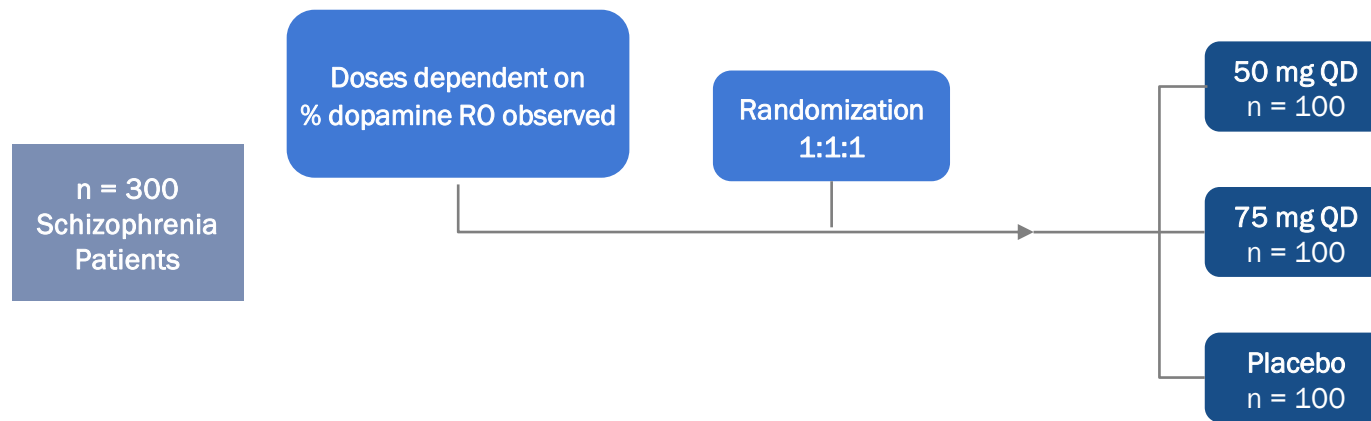 n = 300
Schizophrenia
Patients
Doses dependent on
% dopamine RO observed
Randomization
1:1:1
50 mg QD
n = 100
75 mg QD
n = 100
Placebo
n = 100